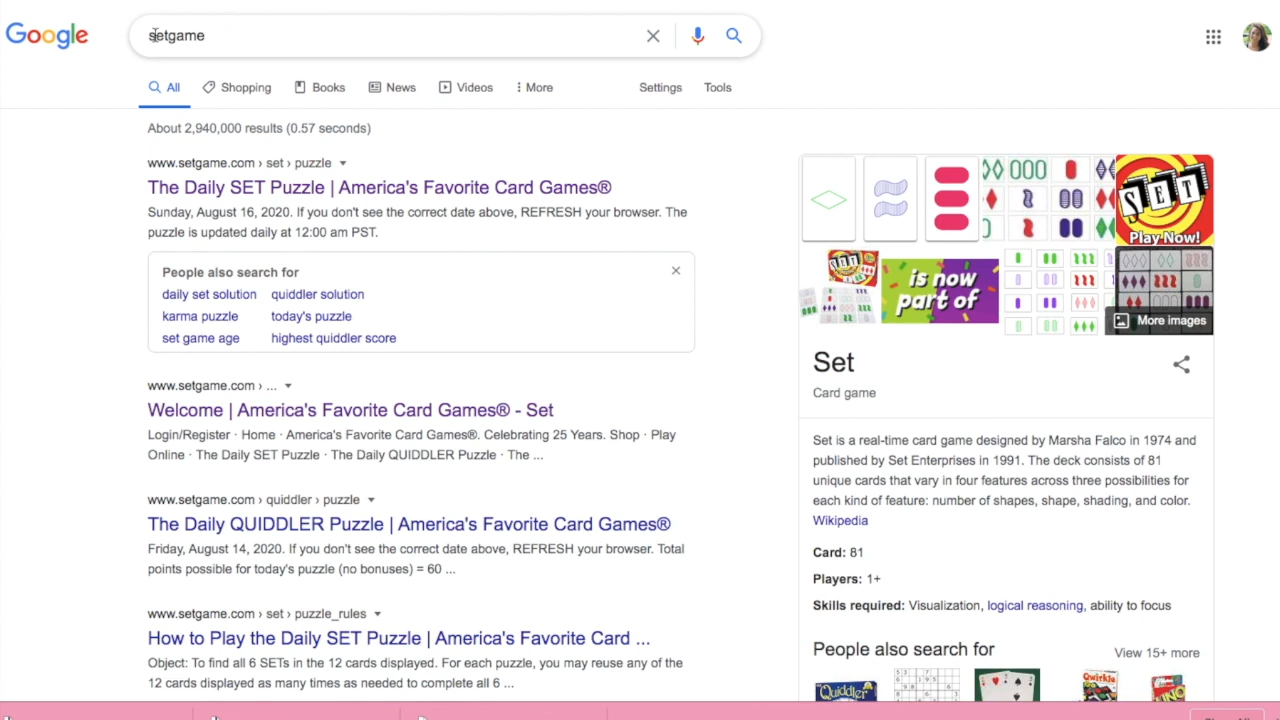 Google
setgame
All
Shopping
Books
News
Videos
More
Settings
Tools
About 2,940,000 results (0.57 seconds)
www.setgame.com › set › puzzle
The Daily SET Puzzle | America's Favorite Card Games®
Sunday, August 16, 2020. If you don't see the correct date above, REFRESH your browser. The
puzzle is updated daily at 12:00 am PST.
People also search for
daily set solution
quiddler solution
karma puzzle
today's puzzle
set game age
highest quiddler score
www.setgame.com › ...
Welcome | America's Favorite Card Games® - Set
Login/Register · Home · America's Favorite Card Games®. Celebrating 25 Years. Shop · Play
Online · The Daily SET Puzzle · The Daily QUIDDLER Puzzle · The ...
www.setgame.com › quiddler › puzzle
The Daily QUIDDLER Puzzle | America's Favorite Card Games®
Friday, August 14, 2020. If you don't see the correct date above, REFRESH your browser. Total
points possible for today's puzzle (no bonuses) = 60 ...
www.setgame.com › set › puzzle_rules
How to Play the Daily SET Puzzle | America's Favorite Card ...
Object: To find all 6 SETs in the 12 cards displayed. For each puzzle, you may reuse any of the
12 cards displayed as many times as needed to complete all 6 ...
SET
Play Now!
is now
part of
More images
Set
Card game
Set is a real-time card game designed by Marsha Falco in 1974 and
published by Set Enterprises in 1991. The deck consists of 81
unique cards that vary in four features across three possibilities for
each kind of feature: number of shapes, shape, shading, and color.
Wikipedia
Card: 81
Players: 1+
Skills required: Visualization, logical reasoning, ability to focus
People also search for
View 15+ more
Quiddler
Qwirkle
UNO